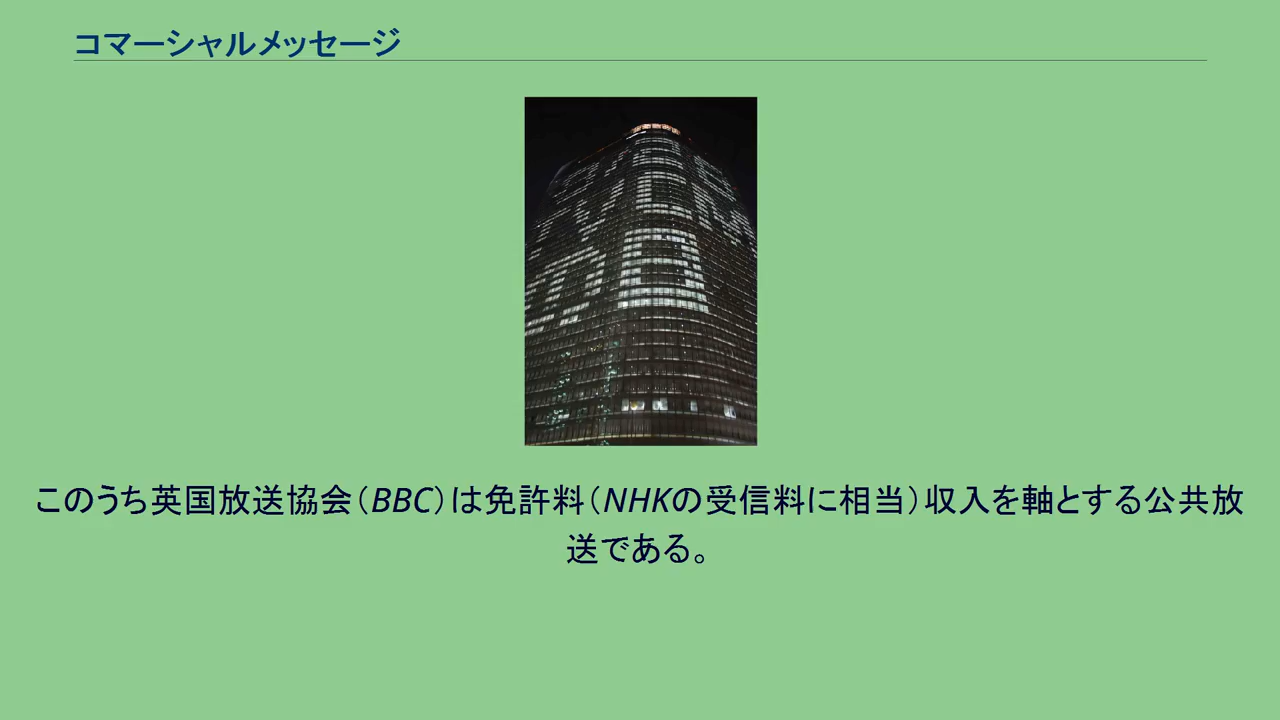 コマーシャルメッセージ
このうち英国放送協会（BBC）は免許料（NHKの受信料に相当）収入を軸とする公共放
送である。